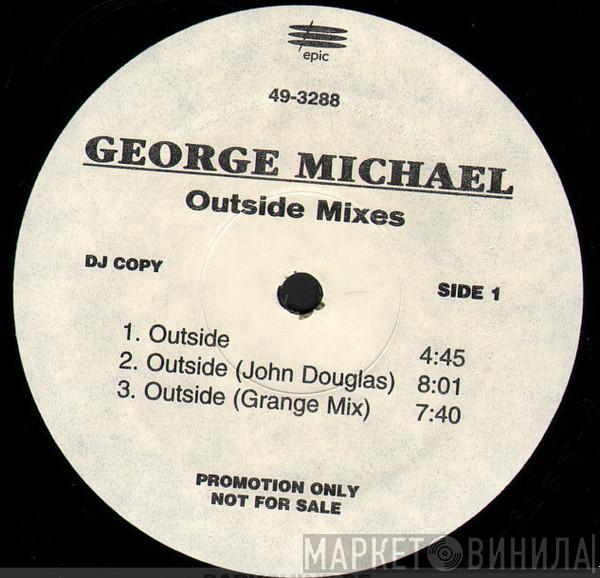 epic
49-3288
GEORGE MICHAEL
Outside Mixes
DJ COPY
SIDE 1
1. Outside 4:45
2. Outside (John Douglas) 8:01
3. Outside (Grange Mix) 7:40
PROMOTION ONLY
NOT FOR SALE
МАРКЕТ ВИНИЛА